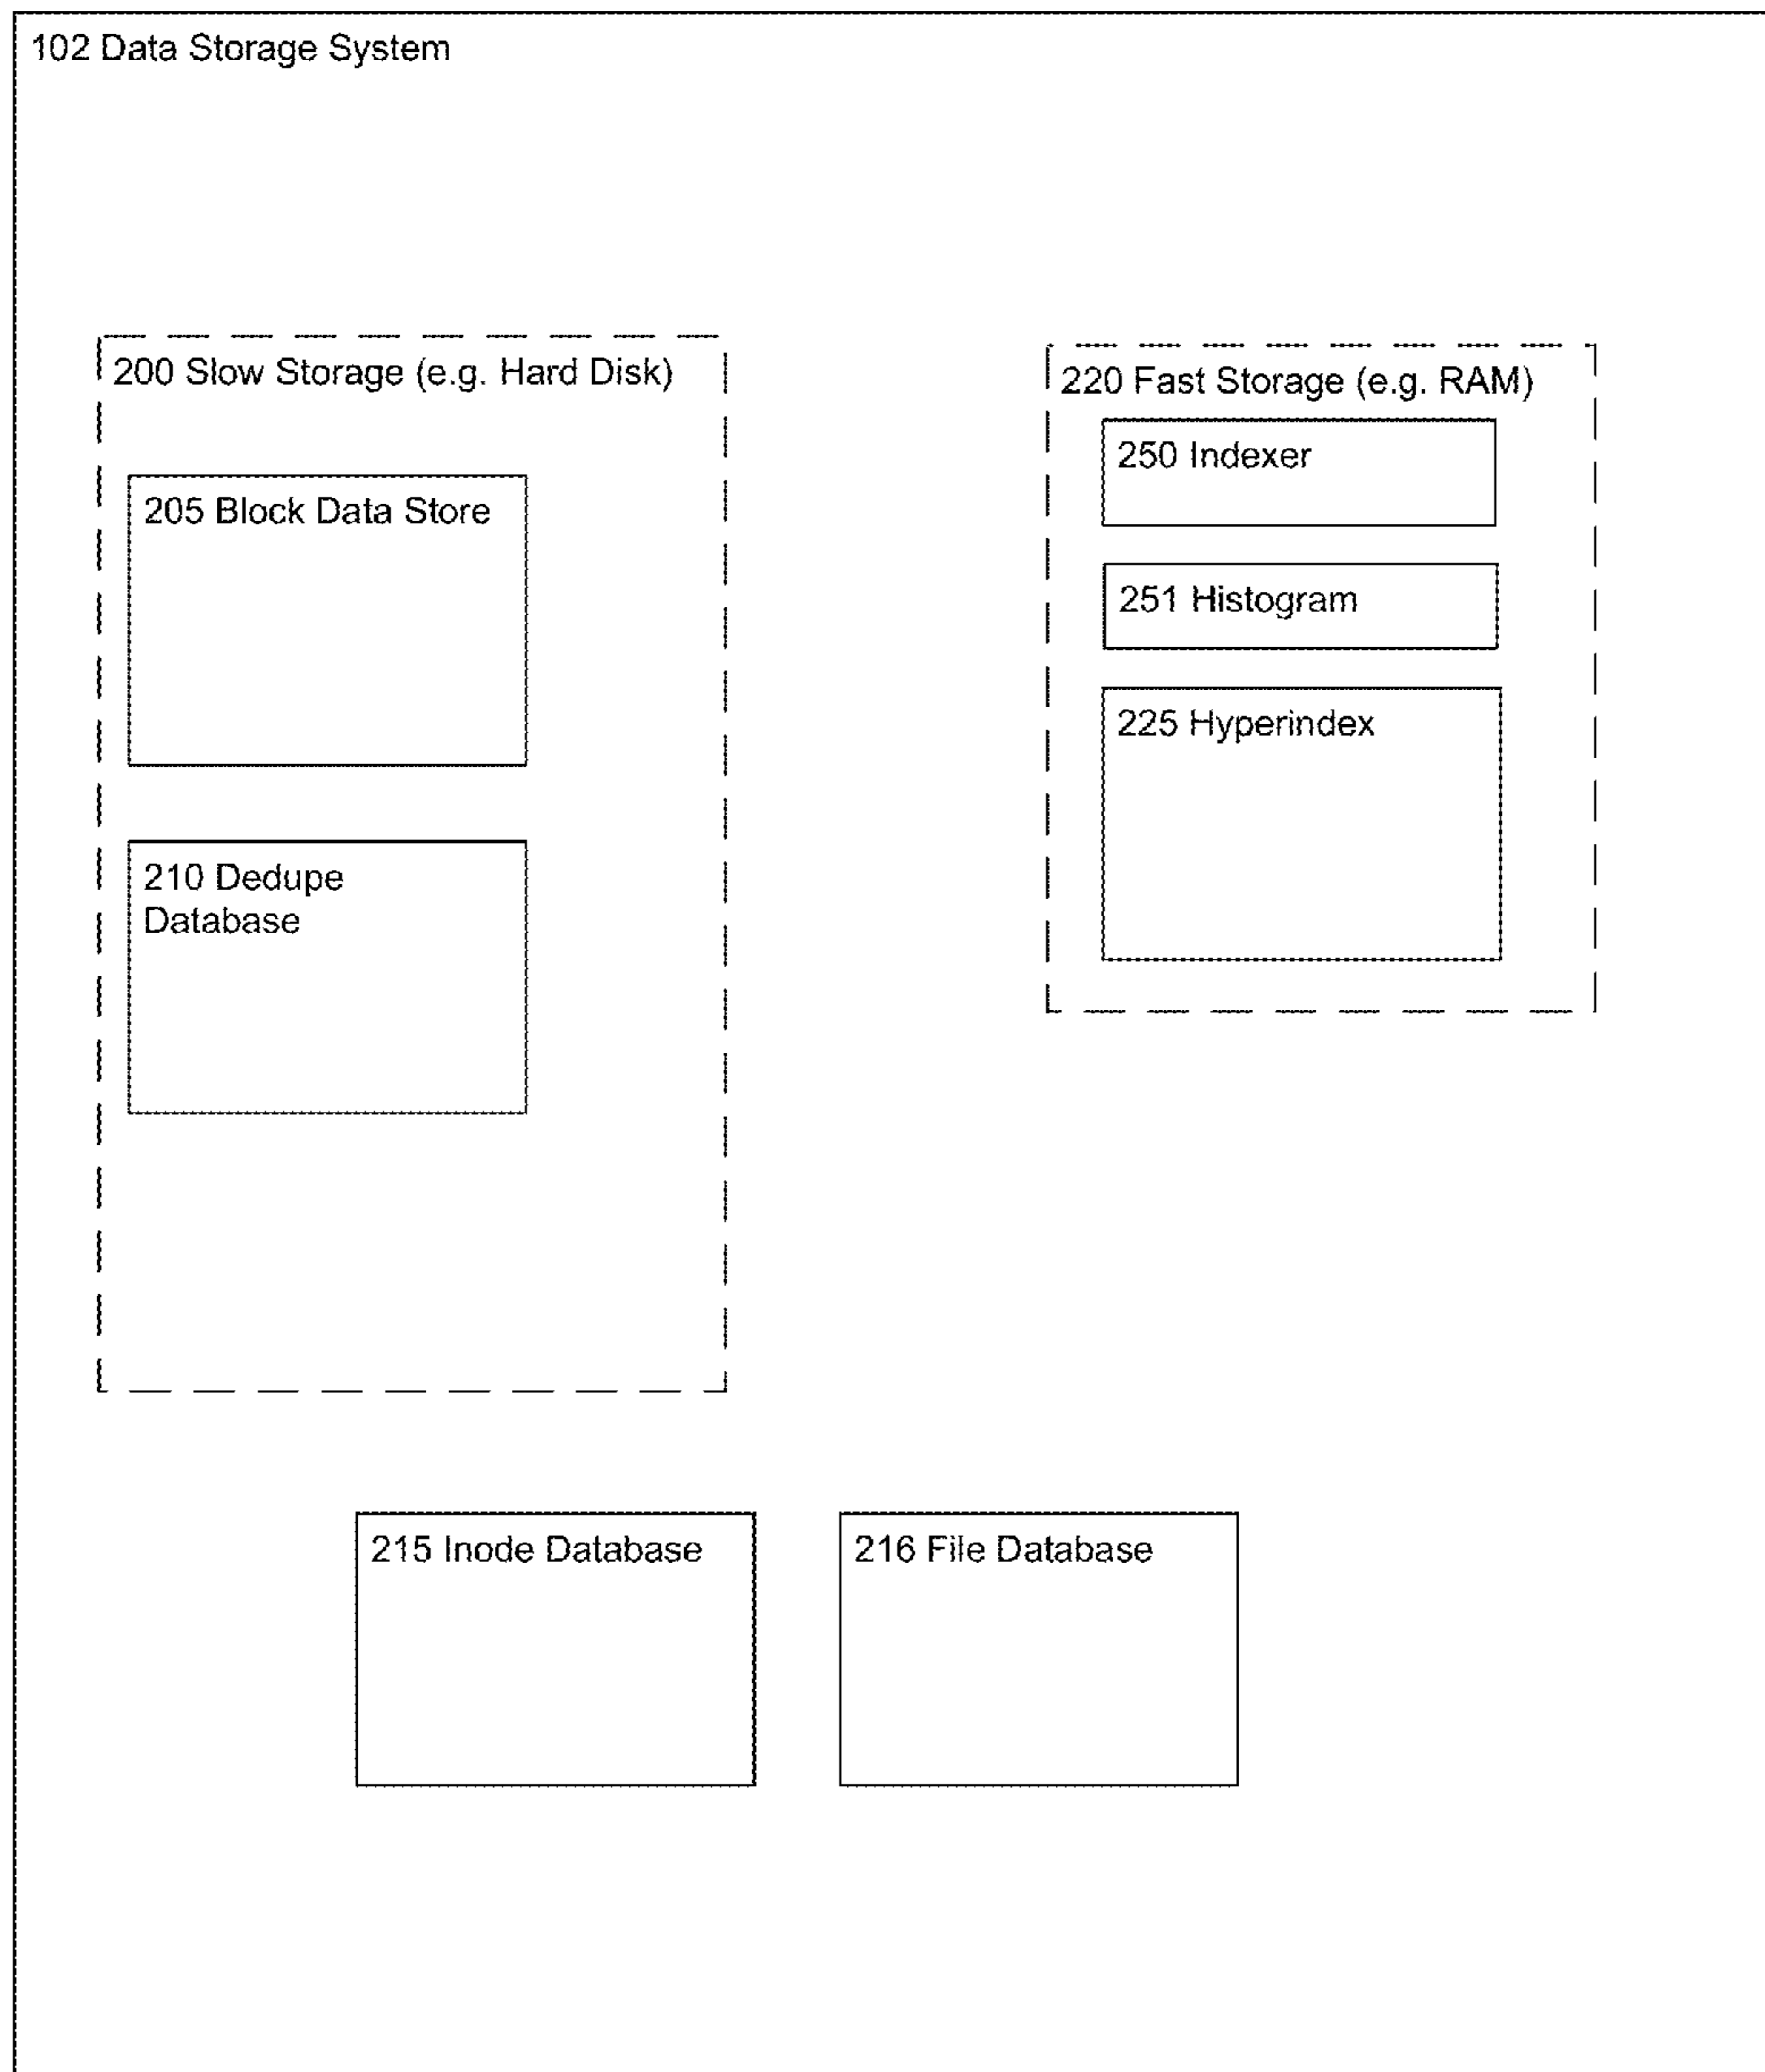 102 Data Storage System
200 Slow Storage (e.g. Hard Disk)
205 Block Data Store
210 Dedupe
Database
220 Fast Storage (e.g. RAM)
250 Indexer
251 Histogram
225 Hyperindex
215 Inode Database
216 File Database